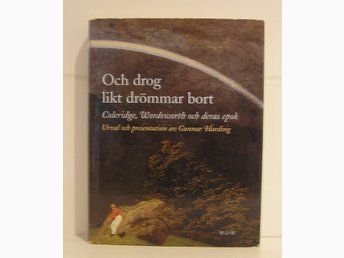 Och drog
likt drömmar bort
Coleridge, Wordsworth och deras epok
Urval och presentation av Gunnar Harding
W&W